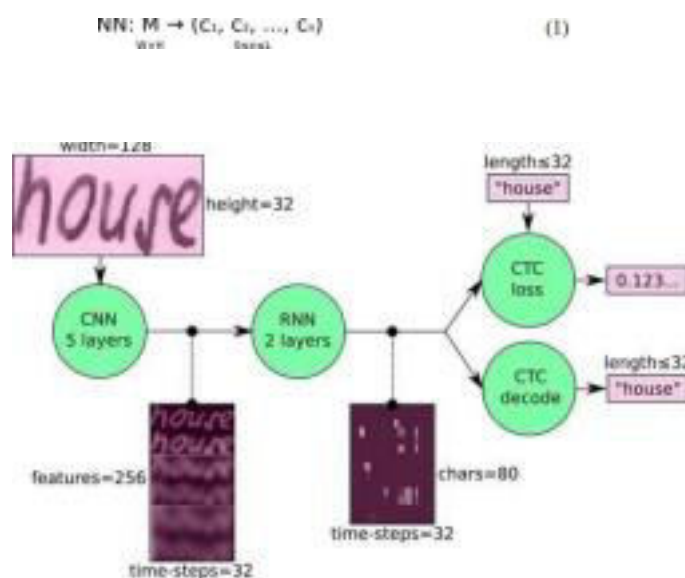 NN: M → (C₁, C₂, …, Cₙ) (1)
width=128
house
height=32
length≤32
"house"
CTC
loss
0.123...
CNN
5 layers
RNN
2 layers
CTC
decode
length≤32
"house"
features=256
time-steps=32
chars=80
time-steps=32